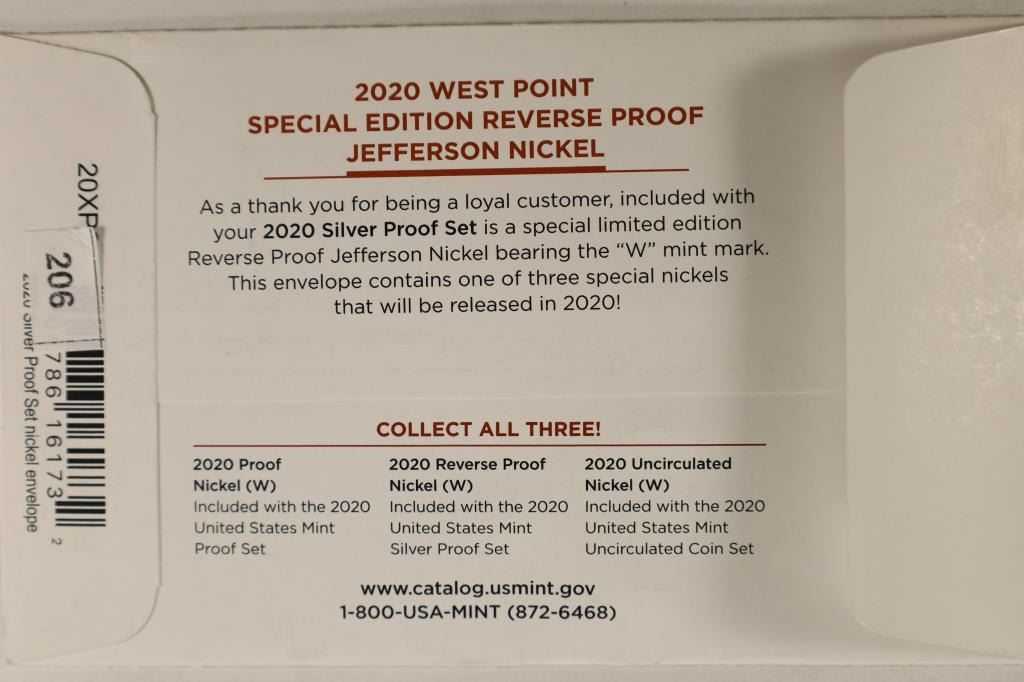 2020 WEST POINT
SPECIAL EDITION REVERSE PROOF
JEFFERSON NICKEL
As a thank you for being a loyal customer, included with
your 2020 Silver Proof Set is a special limited edition
Reverse Proof Jefferson Nickel bearing the “W” mint mark.
This envelope contains one of three special nickels
that will be released in 2020!
COLLECT ALL THREE!
2020 Proof
Nickel (W)
Included with the 2020
United States Mint
Proof Set
2020 Reverse Proof
Nickel (W)
Included with the 2020
United States Mint
Silver Proof Set
2020 Uncirculated
Nickel (W)
Included with the 2020
United States Mint
Uncirculated Coin Set
www.catalog.usmint.gov
1-800-USA-MINT (872-6468)
20XP
206
786 16173 2
2020 Silver Proof Set nickel envelope